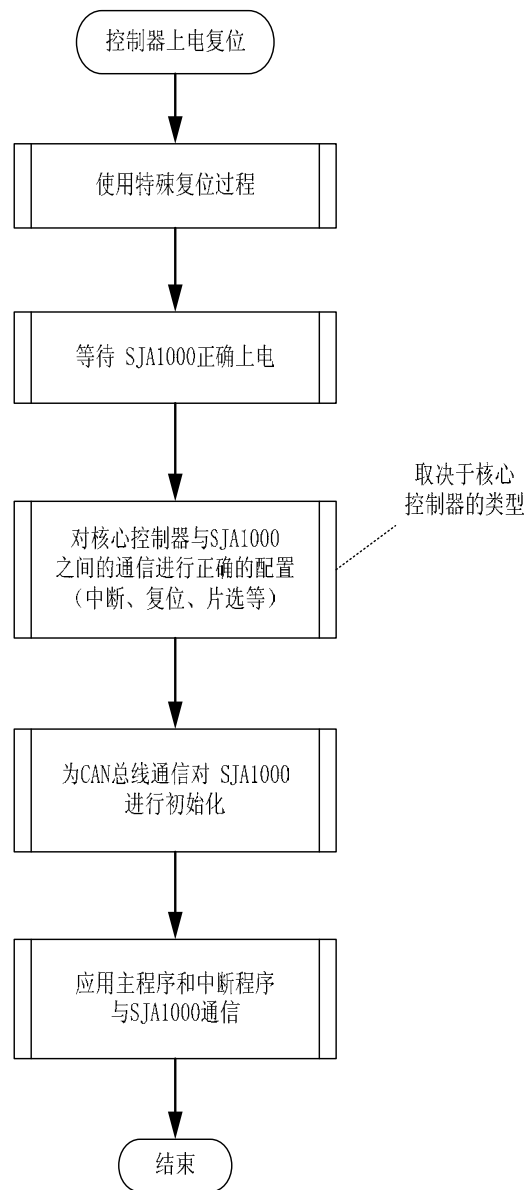 控制器上电复位
使用特殊复位过程
等待 SJA1000正确上电
取决于核心
控制器的类型
对核心控制器与SJA1000
之间的通信进行正确的配置
（中断、复位、片选等）
为CAN总线通信对 SJA1000
进行初始化
应用主程序和中断程序
与SJA1000通信
结束